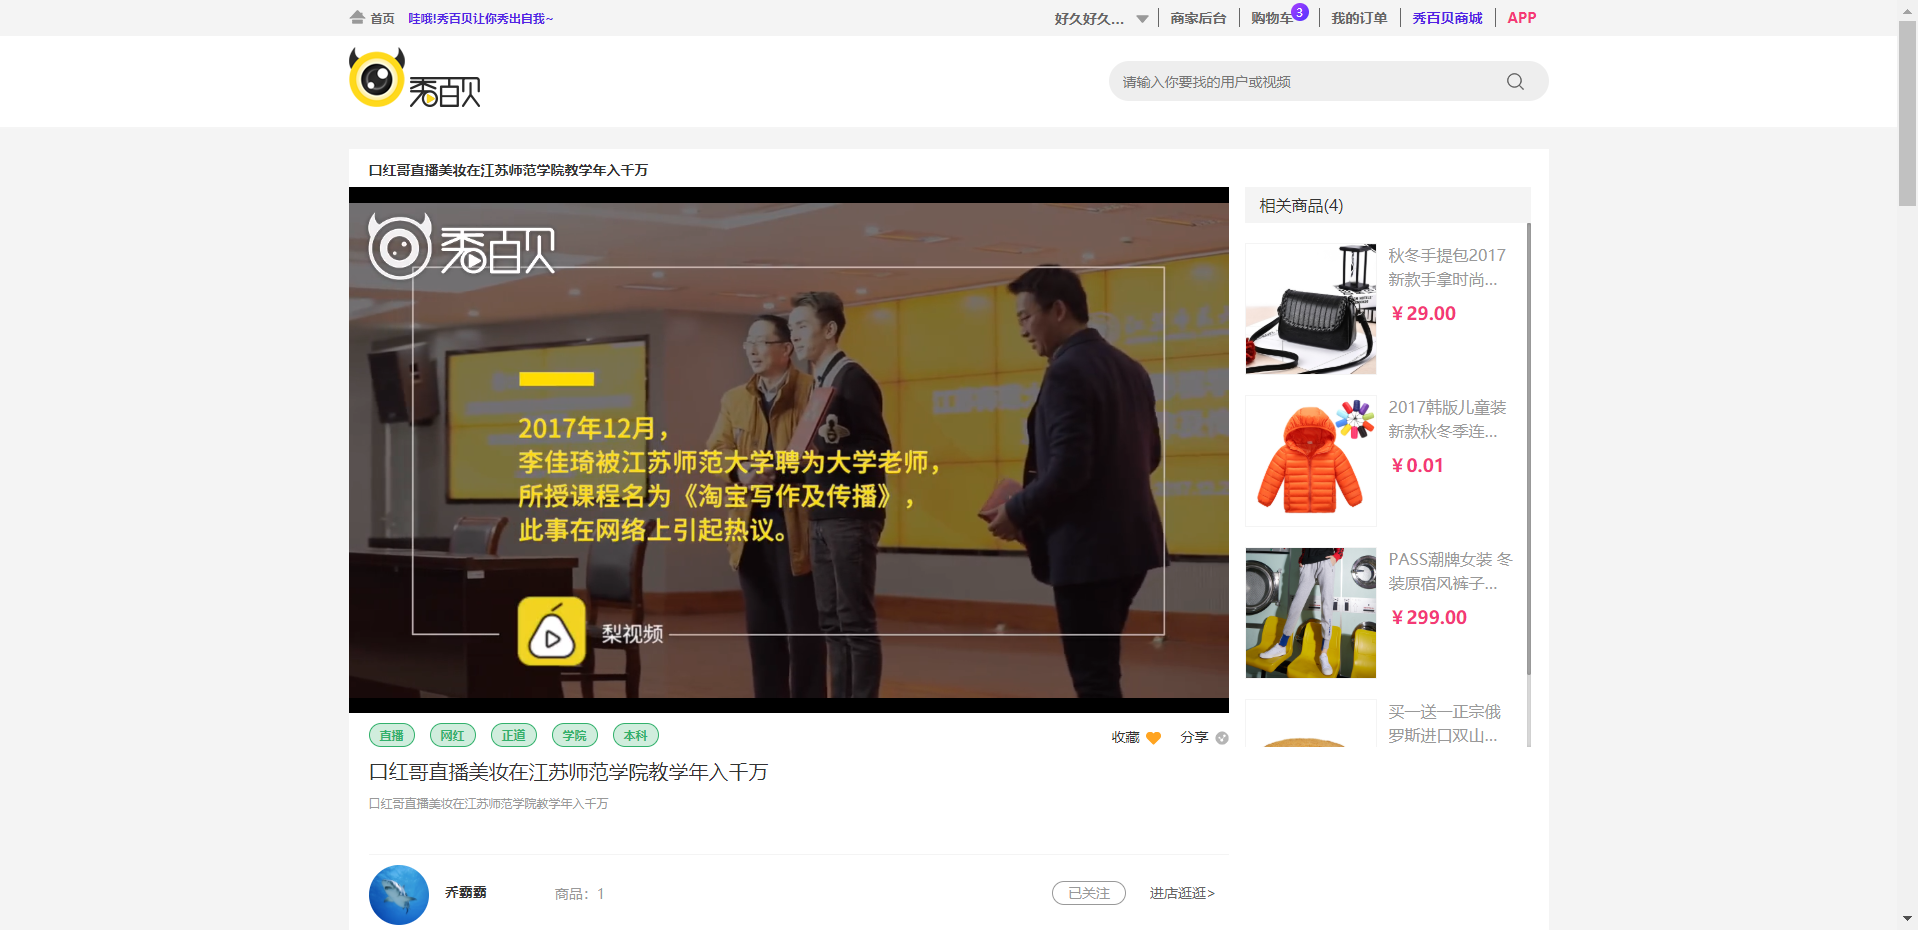 首页 哇哦!秀百贝让你秀出自我~
好久好久... 商家后台 购物车 3 我的订单 秀百贝商城 APP
秀百贝
请输入你要找的用户或视频
口红哥直播美妆在江苏师范学院教学年入千万
秀百贝
2017年12月，
李佳琦被江苏师范大学聘为大学老师，
所授课程名为《淘宝写作及传播》，
此事在网络上引起热议。
梨视频
相关商品(4)
秋冬手提包2017
新款手拿时尚...
￥29.00
2017韩版儿童装
新款秋冬季连...
￥0.01
PASS潮牌女装 冬
装原宿风裤子...
￥299.00
买一送一正宗俄
罗斯进口双山...
直播 网红 正道 学院 本科
收藏 分享
口红哥直播美妆在江苏师范学院教学年入千万
口红哥直播美妆在江苏师范学院教学年入千万
乔霸霸 商品：1 已关注 进店逛逛>